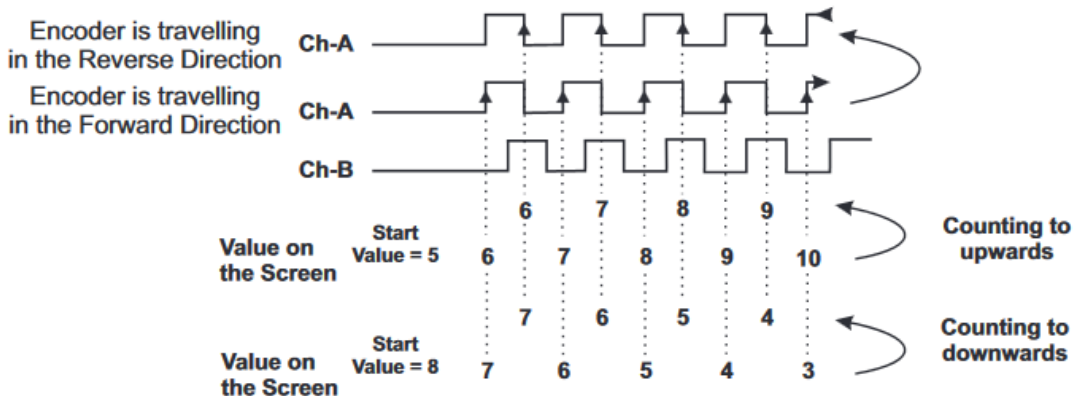 Encoder is travelling
in the Reverse Direction
Ch-A
Encoder is travelling
in the Forward Direction
Ch-A
Ch-B
6 7 8 9
Value on
the Screen
Start
Value = 5
6 7 8 9 10
Counting to
upwards
7 6 5 4
Value on
the Screen
Start
Value = 8
7 6 5 4 3
Counting to
downwards